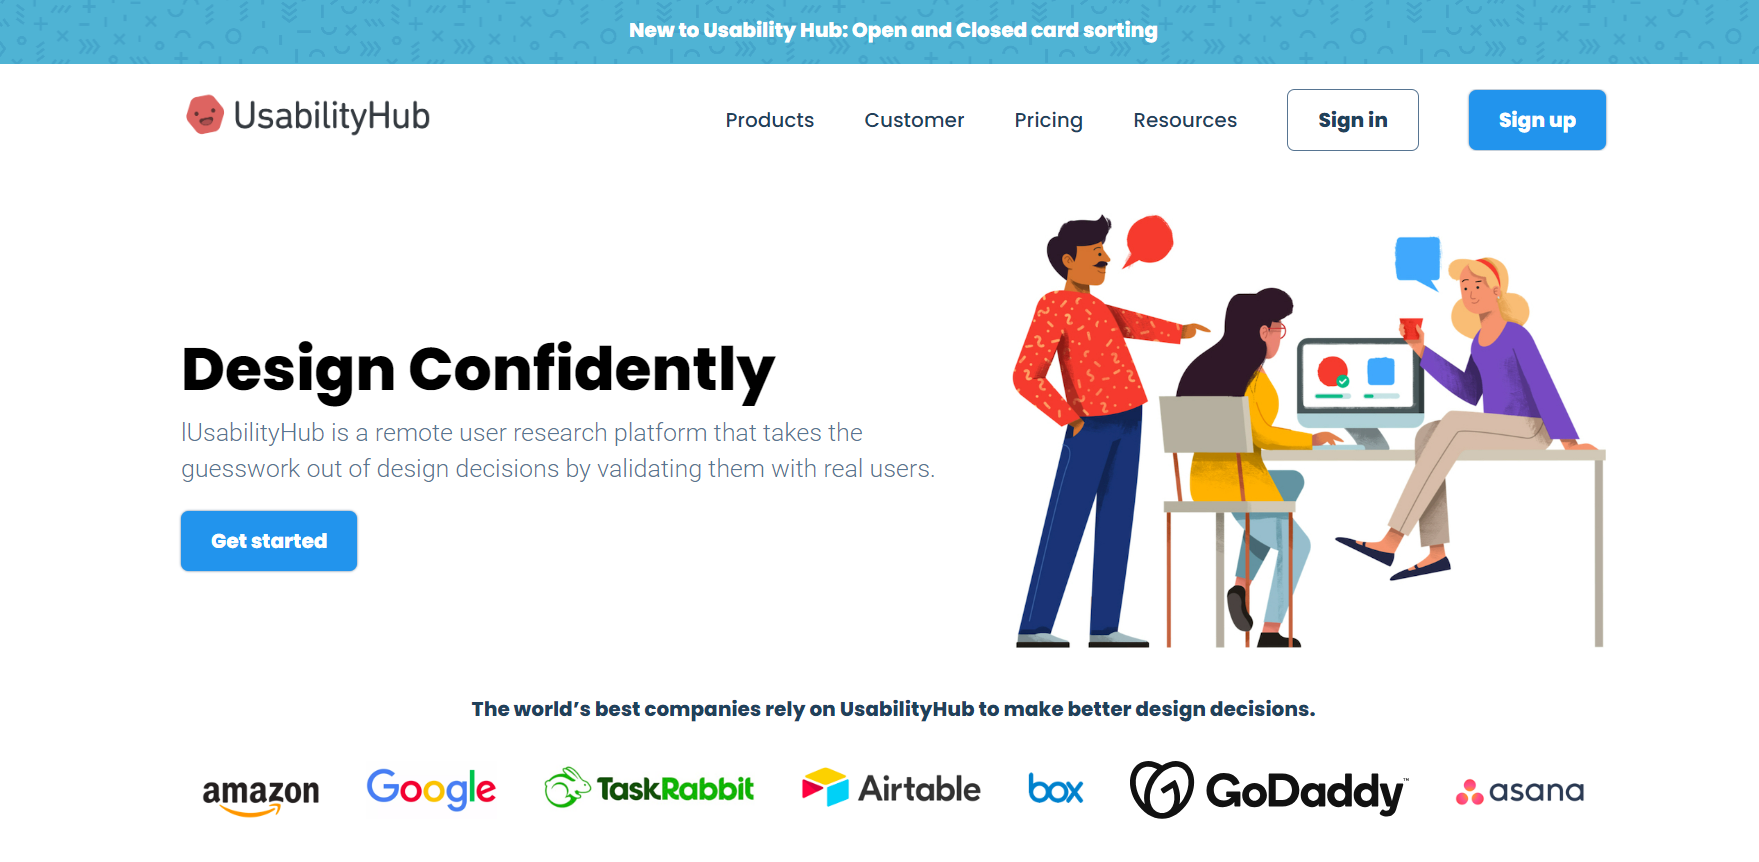 New to Usability Hub: Open and Closed card sorting
UsabilityHub
Products
Customer
Pricing
Resources
Sign in
Sign up
Design Confidently
lUsabilityHub is a remote user research platform that takes the
guesswork out of design decisions by validating them with real users.
Get started
The world’s best companies rely on UsabilityHub to make better design decisions.
amazon
Google
TaskRabbit
Airtable
box
GoDaddy™
asana